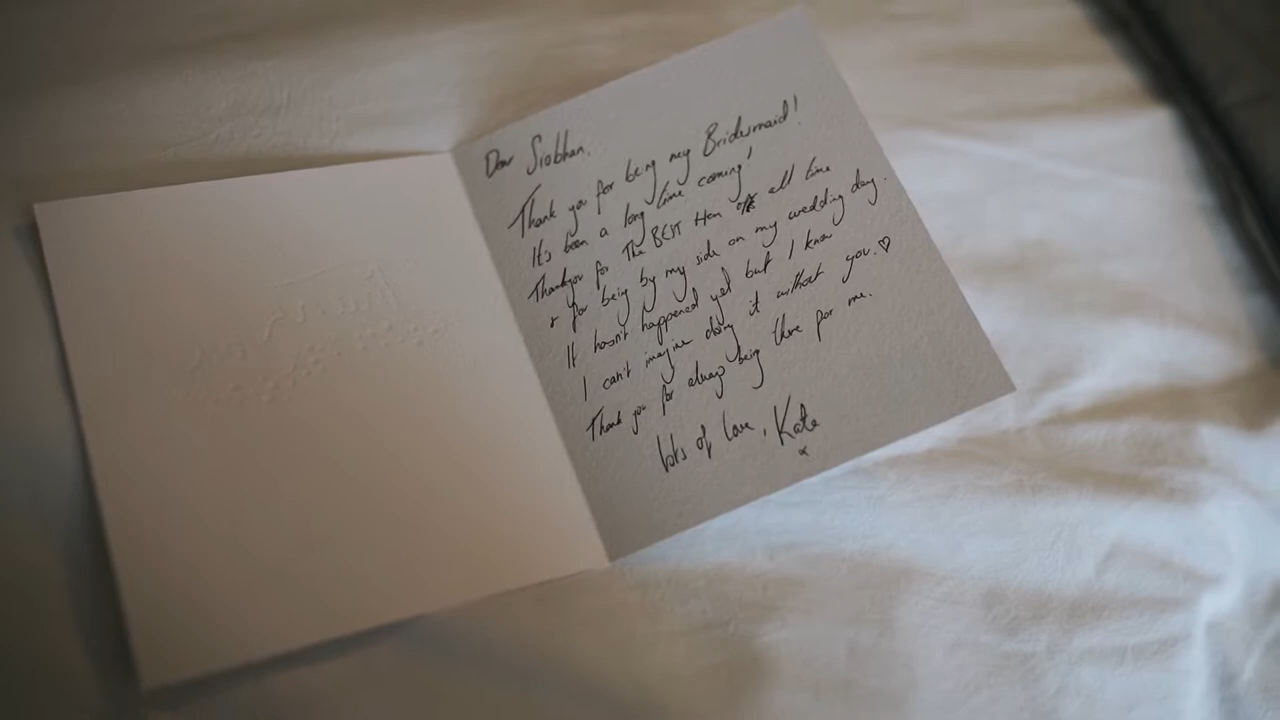 Dear Siobhan,
Thank you for being my Bridesmaid!
It's been a long time coming!
Thankyou for The BEST Hen of all time
& for being by my side on my wedding day.
It hasn't happened yet but I know
I can't imagine doing it without you. ♡
Thank you for always being there for me.
lots of love, Kate
x